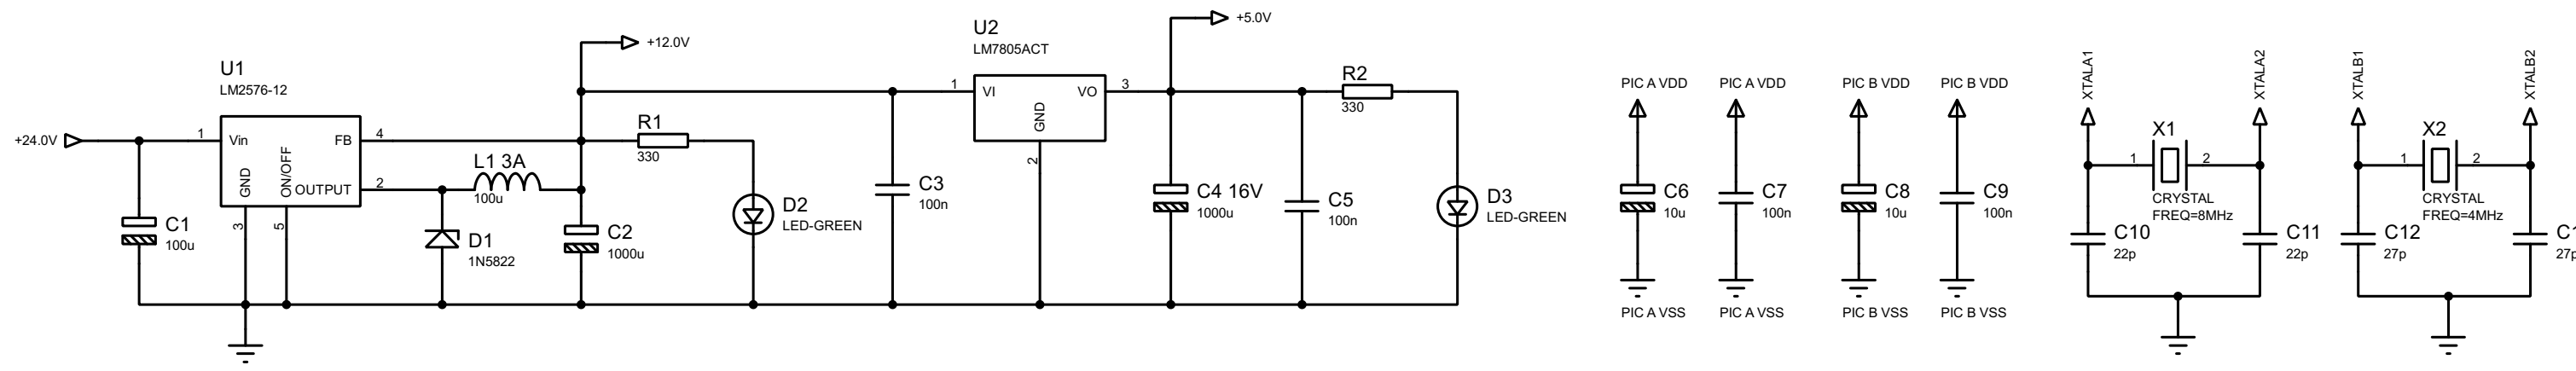 +24.0V
C1
100u
U1
LM2576-12
1
Vin
FB
4
GND
ON/OFF
OUTPUT
2
3
5
L1 3A
100u
D1
1N5822
+12.0V
C2
1000u
R1
330
D2
LED-GREEN
C3
100n
U2
LM7805ACT
1
VI
VO
3
GND
2
+5.0V
C4 16V
1000u
C5
100n
R2
330
D3
LED-GREEN
PIC A VDD
C6
10u
PIC A VSS
PIC A VDD
C7
100n
PIC A VSS
PIC B VDD
C8
10u
PIC B VSS
PIC B VDD
C9
100n
PIC B VSS
XTALA1
XTALA2
X1
1
2
CRYSTAL
FREQ=8MHz
C10
22p
C11
22p
XTALB1
XTALB2
X2
1
2
CRYSTAL
FREQ=4MHz
C12
27p